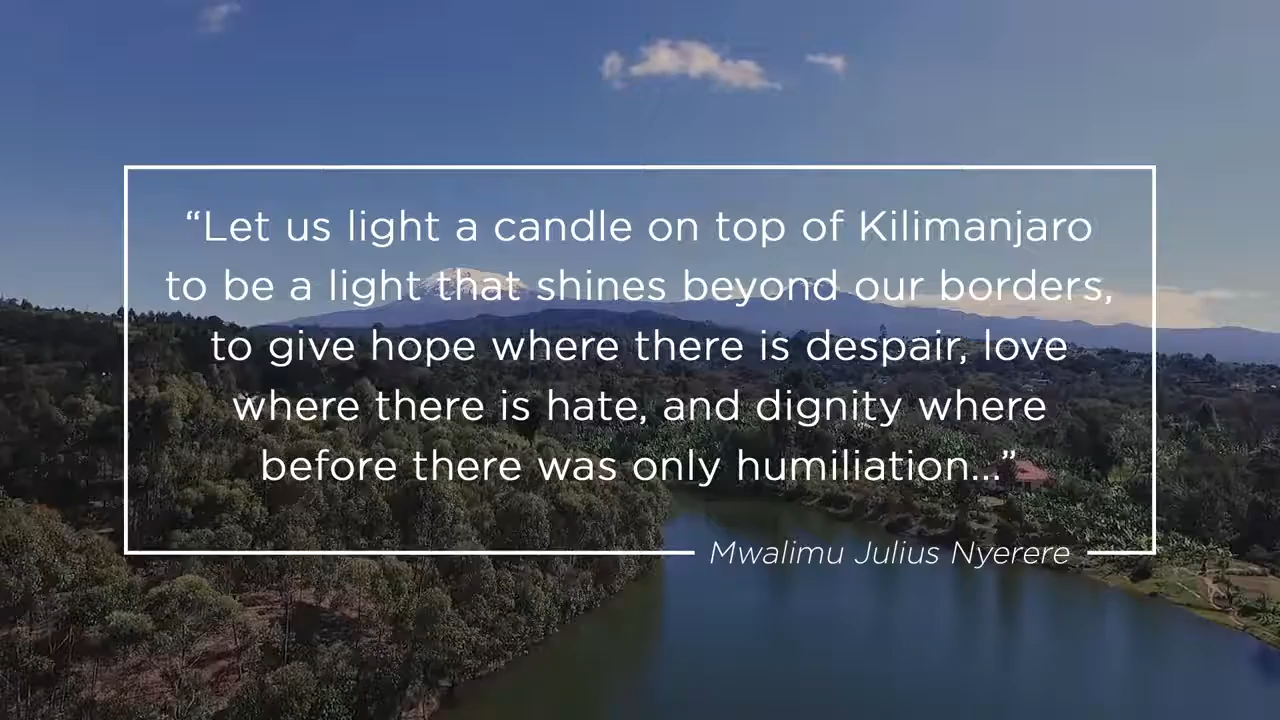 “Let us light a candle on top of Kilimanjaro
to be a light that shines beyond our borders,
to give hope where there is despair, love
where there is hate, and dignity where
before there was only humiliation...”
Mwalimu Julius Nyerere